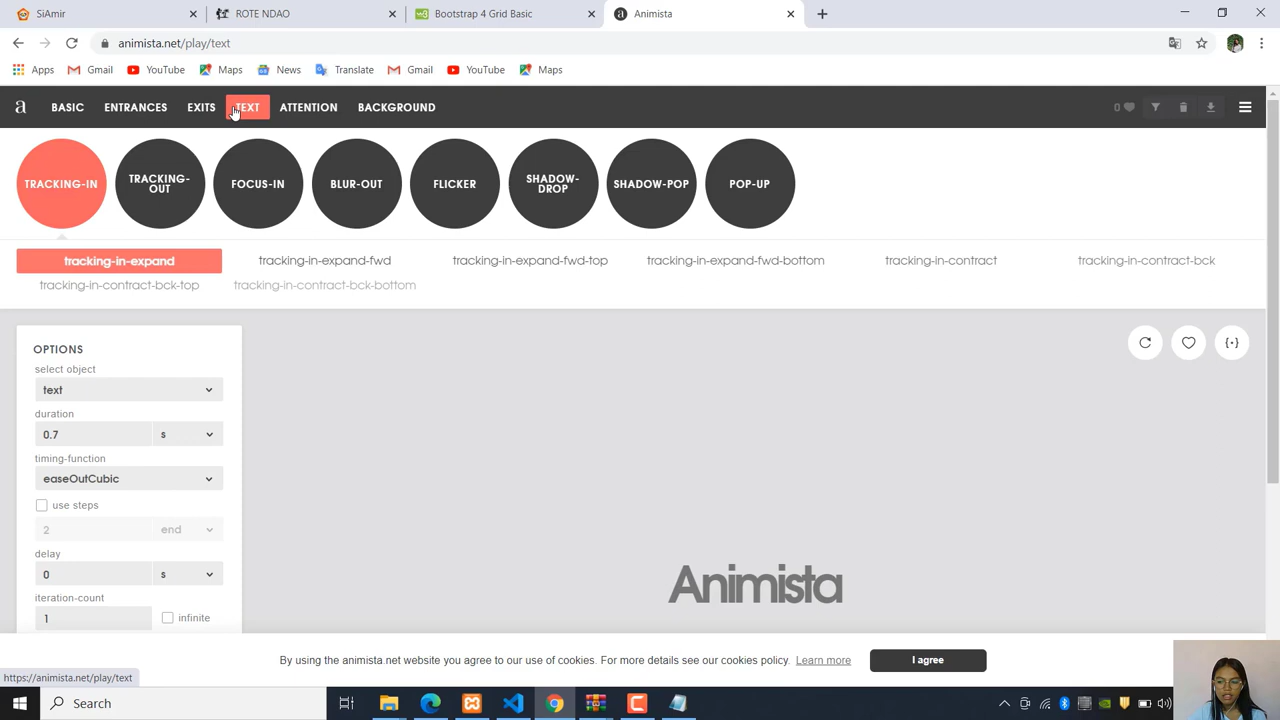 SiAmir
ROTE NDAO
Bootstrap 4 Grid Basic
Animista
animista.net/play/text
Apps Gmail YouTube Maps News Translate Gmail YouTube Maps
a BASIC ENTRANCES EXITS TEXT ATTENTION BACKGROUND 0
TRACKING-IN
TRACKING-
OUT
FOCUS-IN
BLUR-OUT
FLICKER
SHADOW-
DROP
SHADOW-POP
POP-UP
tracking-in-expand tracking-in-expand-fwd tracking-in-expand-fwd-top tracking-in-expand-fwd-bottom tracking-in-contract tracking-in-contract-bck
tracking-in-contract-bck-top tracking-in-contract-bck-bottom
OPTIONS
select object
text
duration
0.7 s
timing-function
easeOutCubic
use steps
2 end
delay
0 s
iteration-count
1 infinite
{·}
Animista
By using the animista.net website you agree to our use of cookies. For more details see our cookies policy. Learn more I agree
https://animista.net/play/text
Search